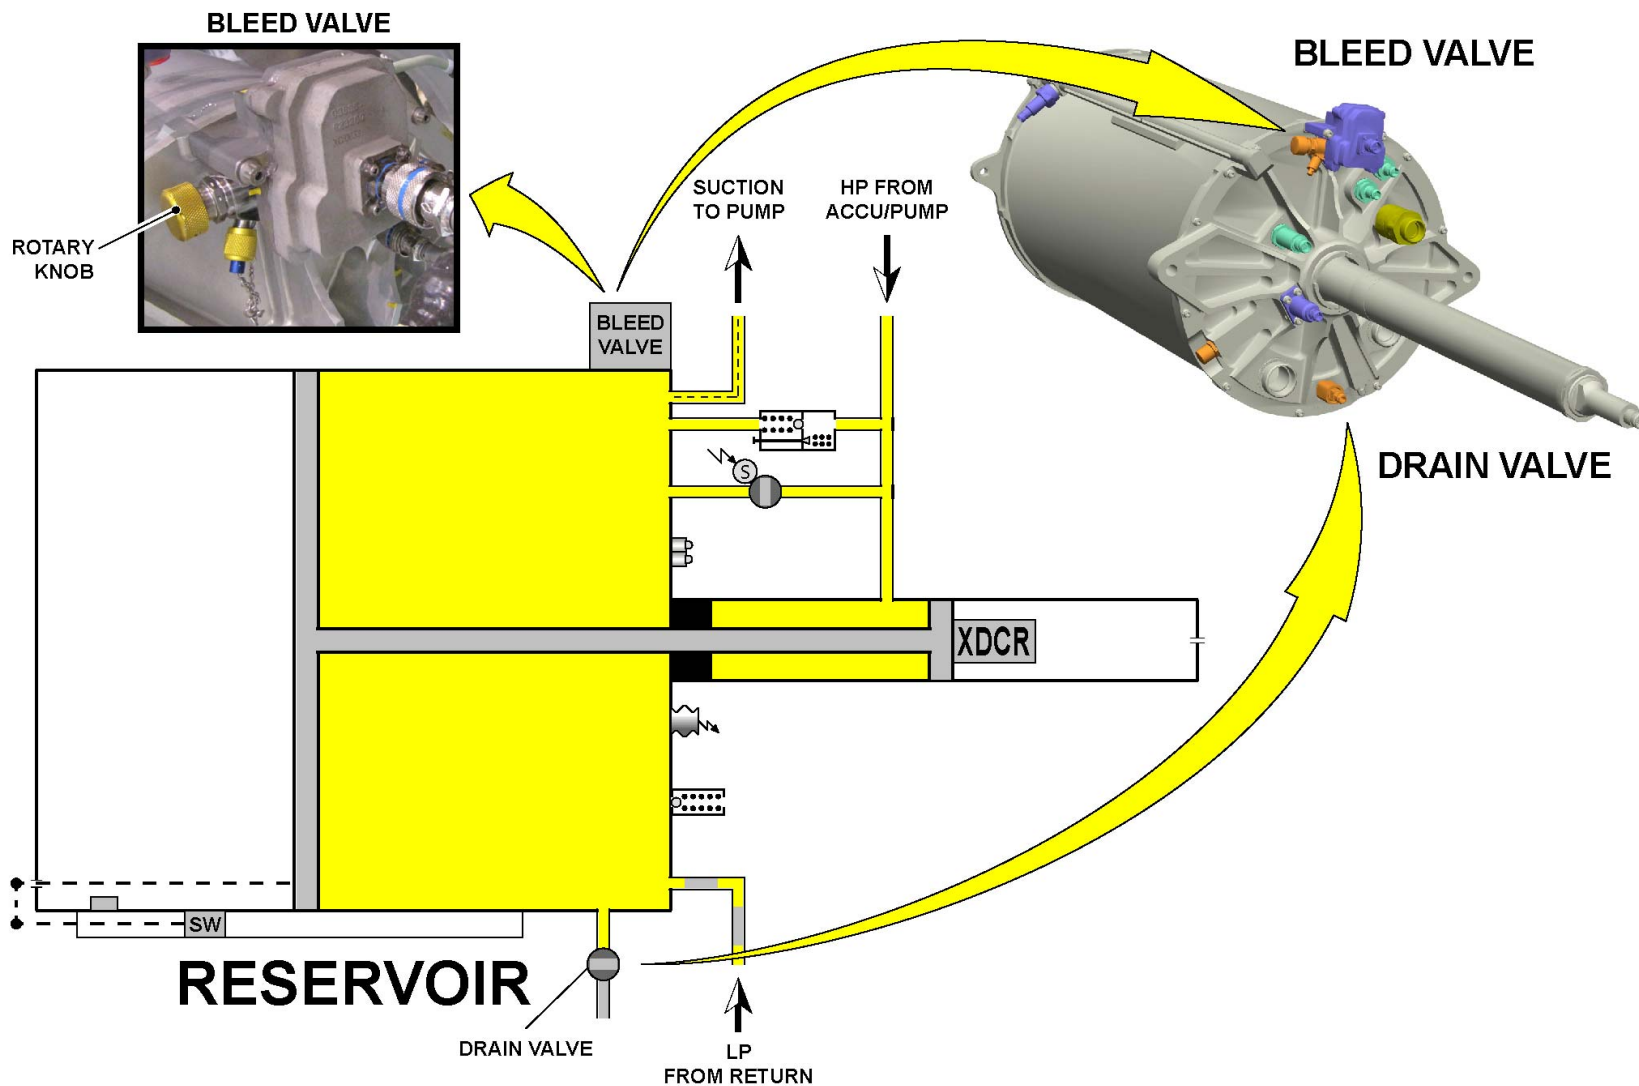 BLEED VALVE
BLEED VALVE
ROTARY
KNOB
SUCTION
TO PUMP
HP FROM
ACCU/PUMP
BLEED
VALVE
S
DRAIN VALVE
XDCR
SW
RESERVOIR
DRAIN VALVE
LP
FROM RETURN